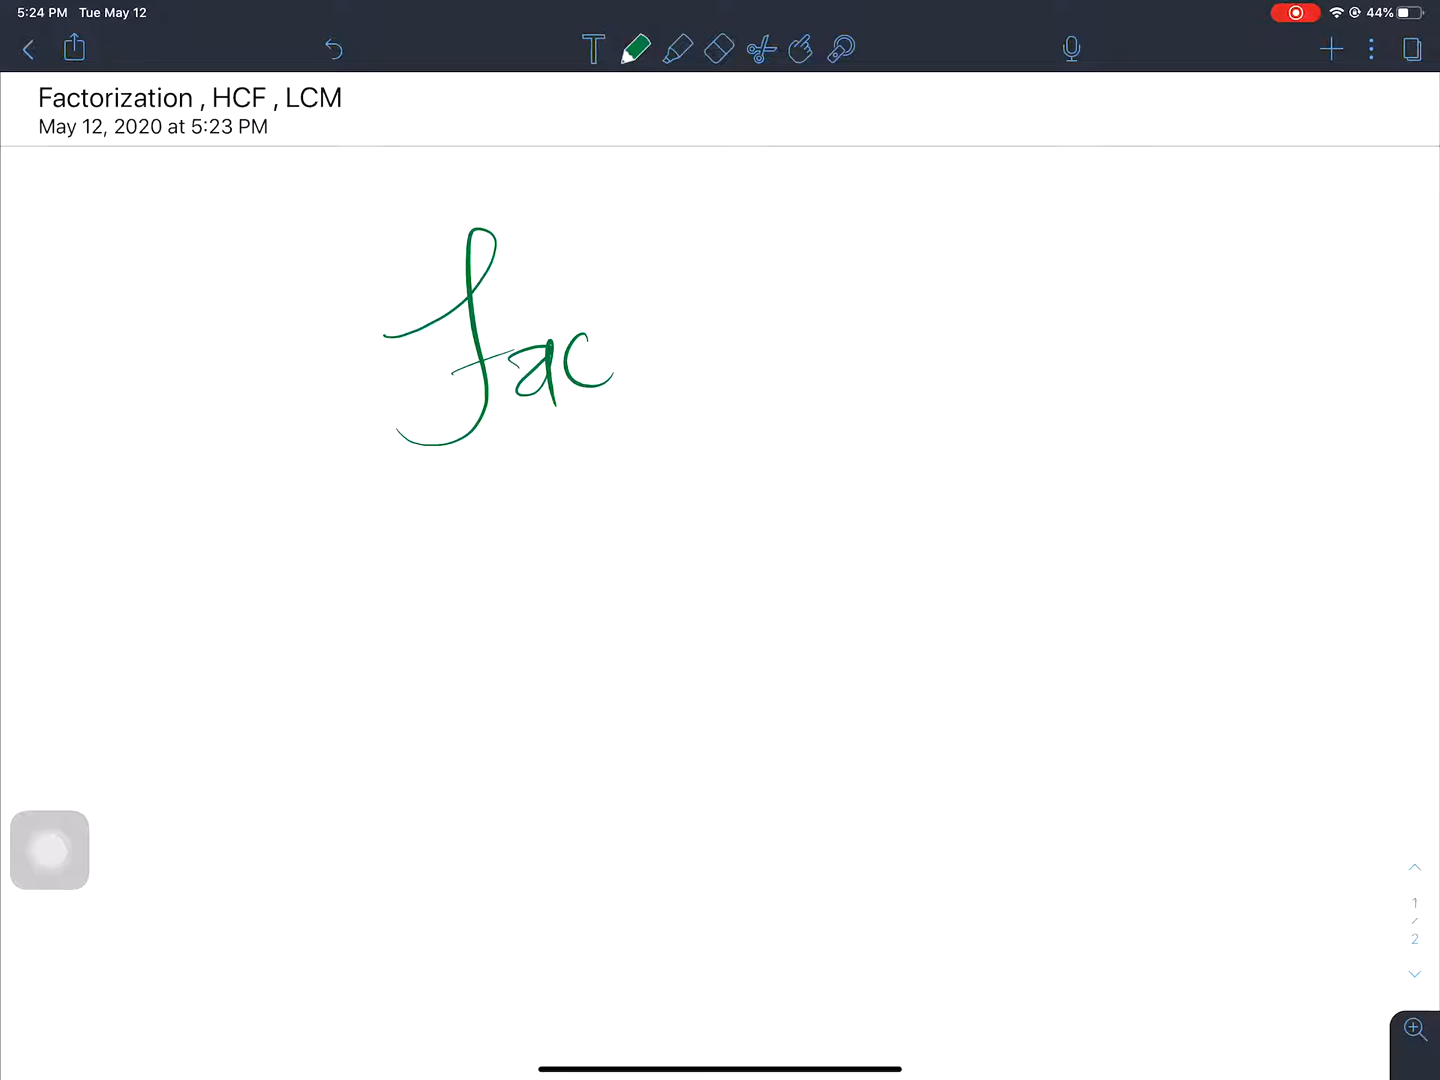 5:24 PM Tue May 12 44%
Factorization , HCF , LCM
May 12, 2020 at 5:23 PM
fac
1
/
2